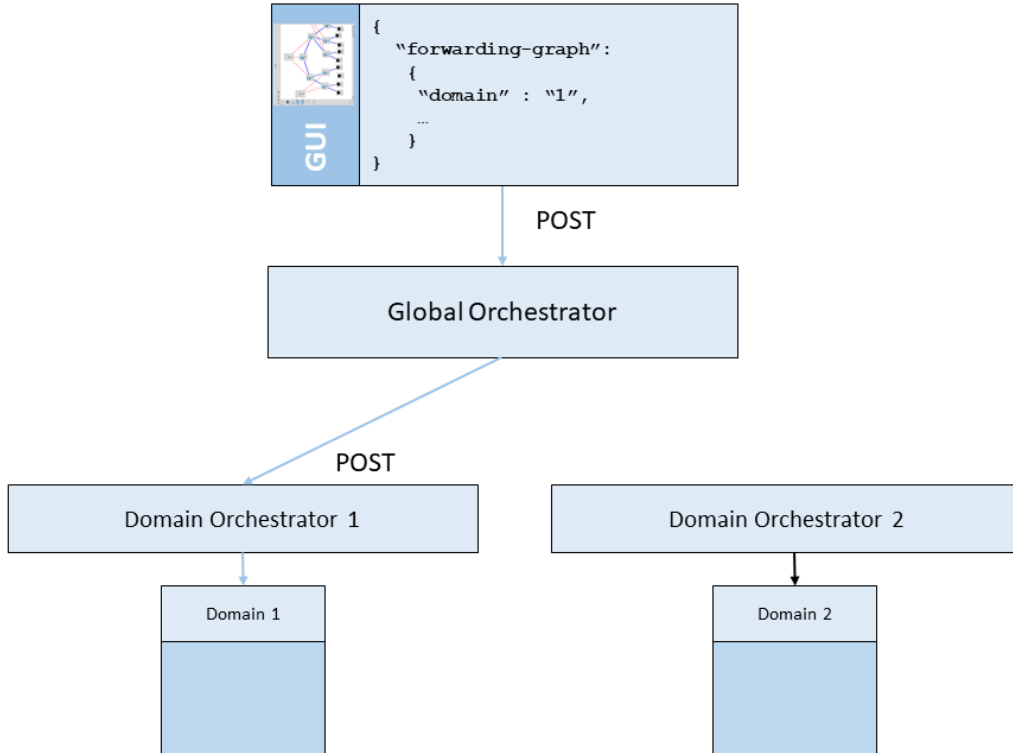 {
“forwarding-graph”:
{
“domain” : “1”,
…
}
}
GUI
POST
Global Orchestrator
POST
Domain Orchestrator 1
Domain Orchestrator 2
Domain 1
Domain 2